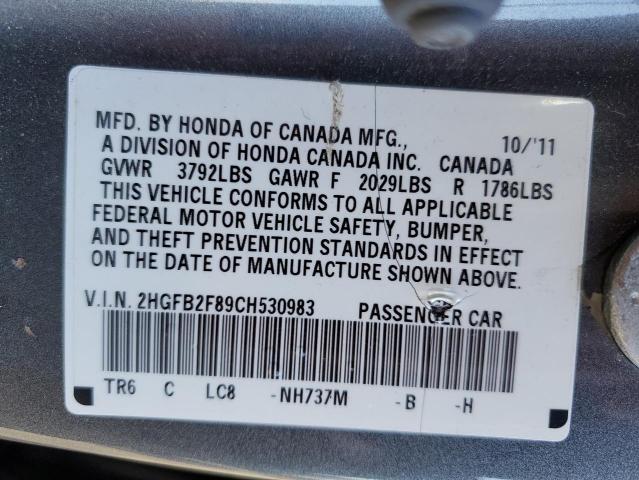 MFD. BY HONDA OF CANADA MFG., 10/'11
A DIVISION OF HONDA CANADA INC. CANADA
GVWR 3792LBS GAWR F 2029LBS R 1786LBS
THIS VEHICLE CONFORMS TO ALL APPLICABLE
FEDERAL MOTOR VEHICLE SAFETY, BUMPER,
AND THEFT PREVENTION STANDARDS IN EFFECT
ON THE DATE OF MANUFACTURE SHOWN ABOVE.
V.I.N. 2HGFB2F89CH530983 PASSENGER CAR
TR6 C LC8 -NH737M -B -H